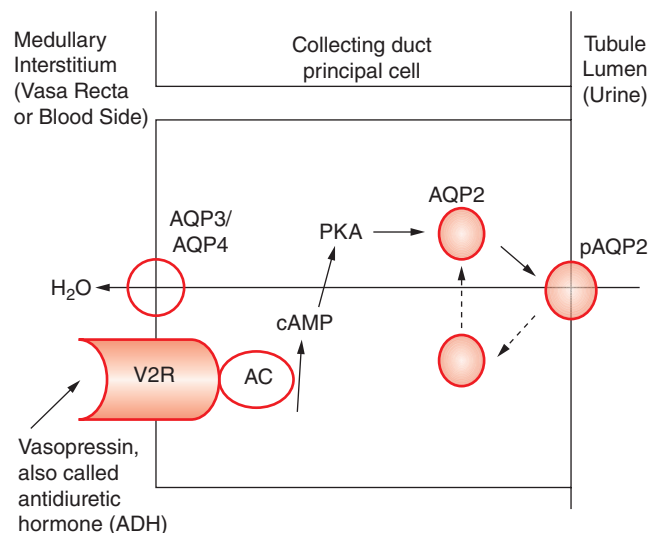 Medullary
Interstitium
(Vasa Recta
or Blood Side)
Collecting duct
principal cell
Tubule
Lumen
(Urine)
AQP3/
AQP4
AQP2
PKA
pAQP2
H₂O
cAMP
V2R
AC
Vasopressin,
also called
antidiuretic
hormone (ADH)